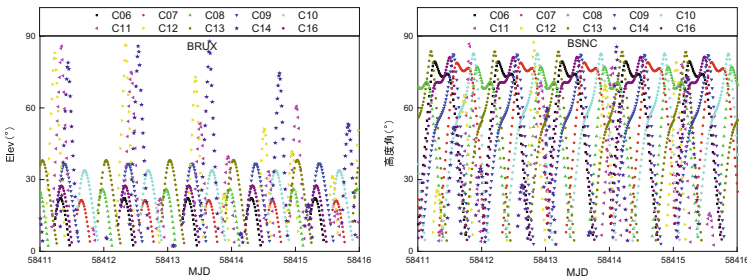 C06 C07 C08 C09 C10
C11 C12 C13 C14 C16
BRUX
90
60
30
0
Elev(°)
58411 58412 58413 58414 58415 58416
MJD
C06 C07 C08 C09 C10
C11 C12 C13 C14 C16
BSNC
90
60
30
0
高度角(°)
58411 58412 58413 58414 58415 58416
MJD